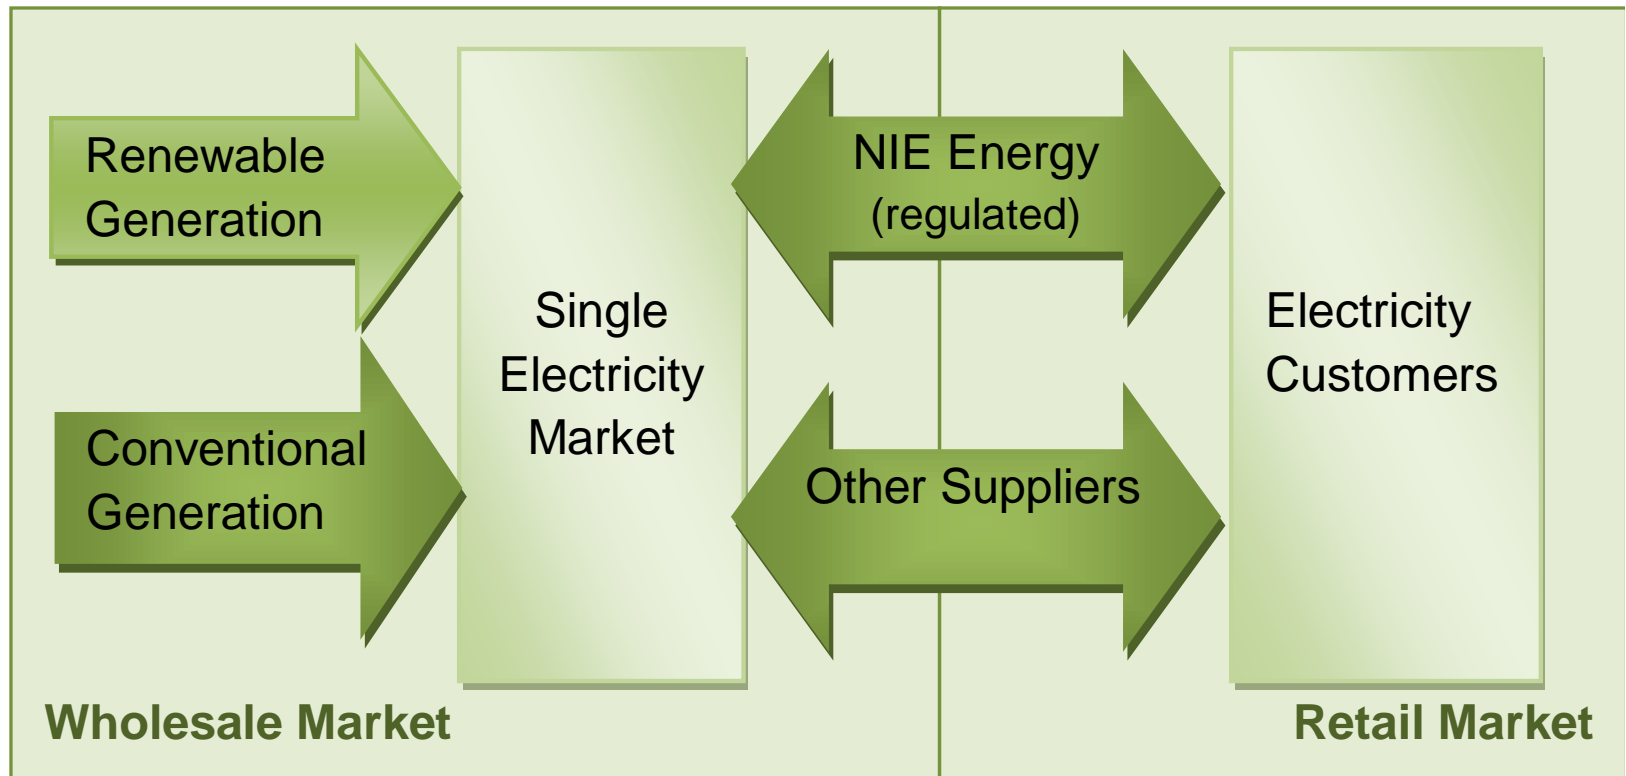 Renewable
Generation
Conventional
Generation
Single
Electricity
Market
NIE Energy
(regulated)
Other Suppliers
Electricity
Customers
Wholesale Market
Retail Market